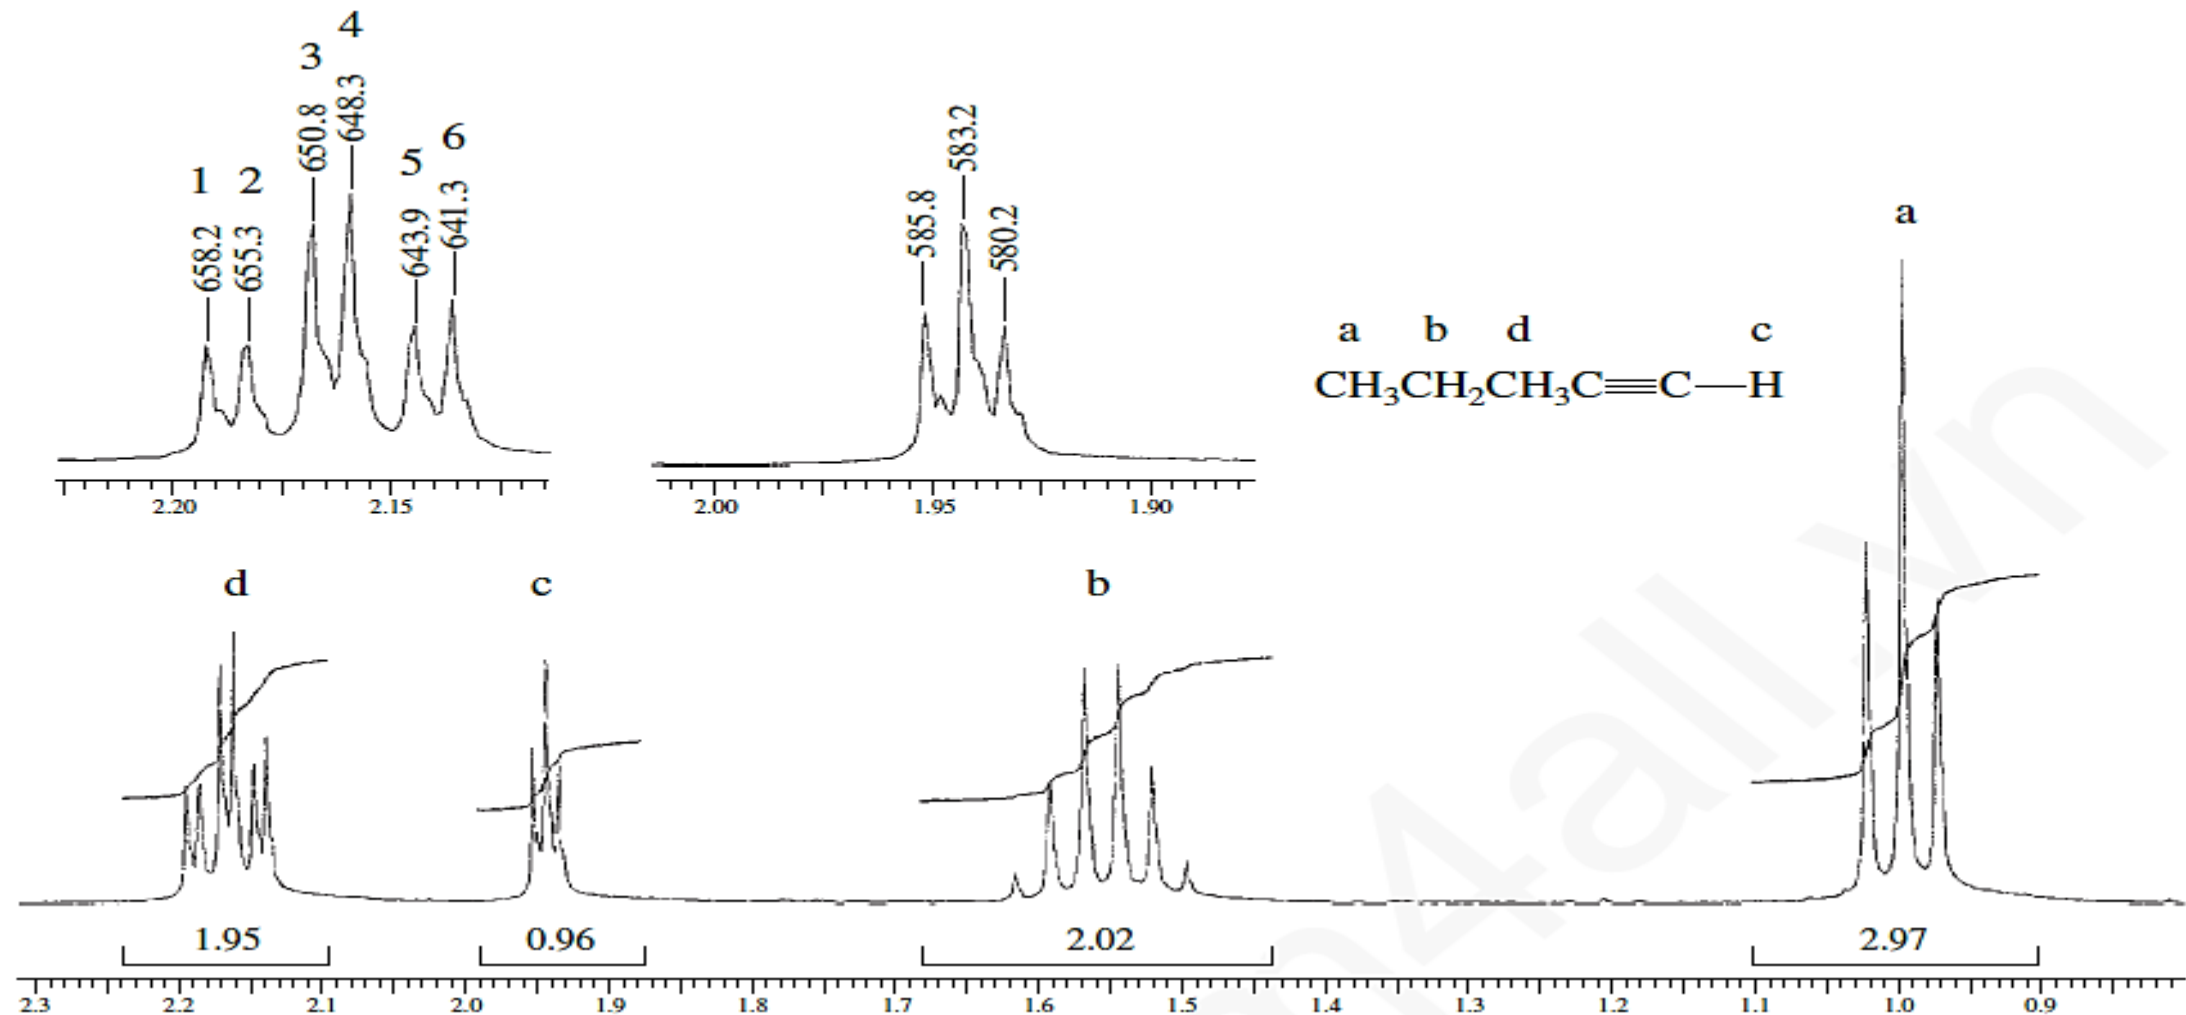 1 2 3 4 5 6
658.2 655.3 650.8 648.3 643.9 641.3
2.20 2.15
585.8 583.2 580.2
2.00 1.95 1.90
a b d c
CH₃CH₂CH₃C≡C—H
d c b a
1.95 0.96 2.02 2.97
2.3 2.2 2.1 2.0 1.9 1.8 1.7 1.6 1.5 1.4 1.3 1.2 1.1 1.0 0.9
4all.vn